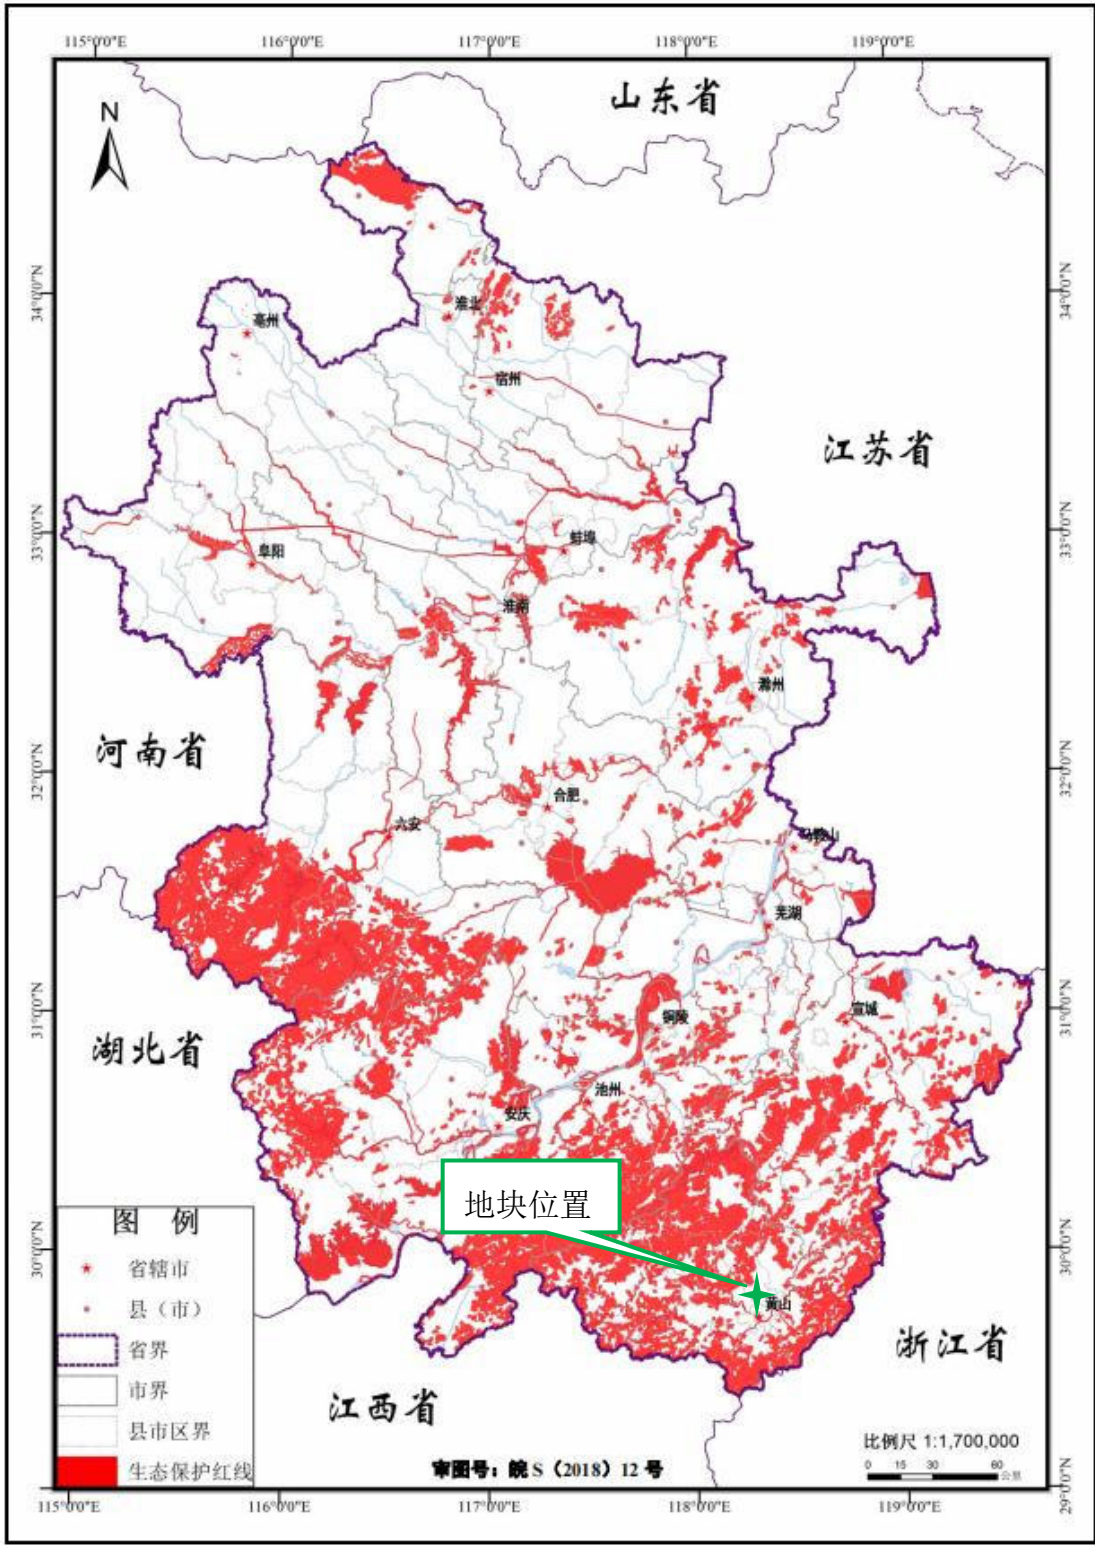 115°0'0"E 116°0'0"E 117°0'0"E 118°0'0"E 119°0'0"E
N
山东省
34°0'0"N
34°0'0"N
淮北
亳州
宿州
江苏省
33°0'0"N
33°0'0"N
蚌埠
阜阳
淮南
滁州
河南省
32°0'0"N
32°0'0"N
合肥
六安
马鞍山
芜湖
31°0'0"N
31°0'0"N
宣城
铜陵
湖北省
池州
安庆
地块位置
30°0'0"N
30°0'0"N
黄山
浙江省
江西省
图 例
省辖市
县（市）
省界
市界
县市区界
生态保护红线
比例尺 1:1,700,000
0 15 30 60
公里
审图号：皖 S（2018）12 号
29°0'0"N
115°0'0"E 116°0'0"E 117°0'0"E 118°0'0"E 119°0'0"E